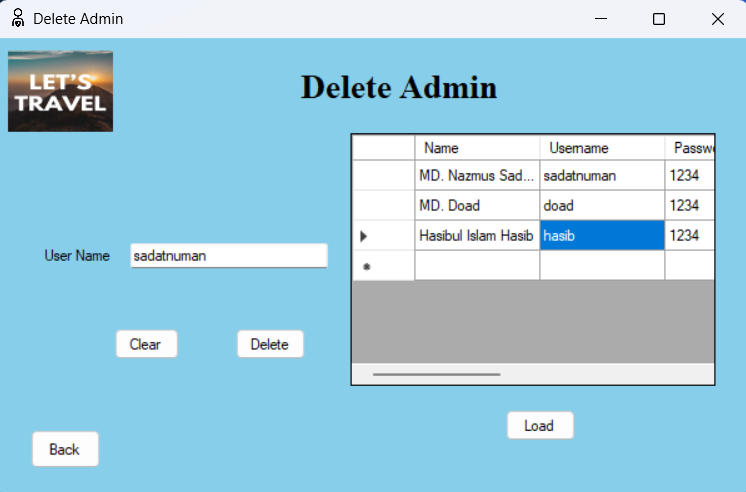 Delete Admin
LET'S
TRAVEL
Delete Admin
Name Username Passw
MD. Nazmus Sad... sadatnuman 1234
MD. Doad doad 1234
Hasibul Islam Hasib hasib 1234
User Name sadatnuman
Clear Delete
Load
Back